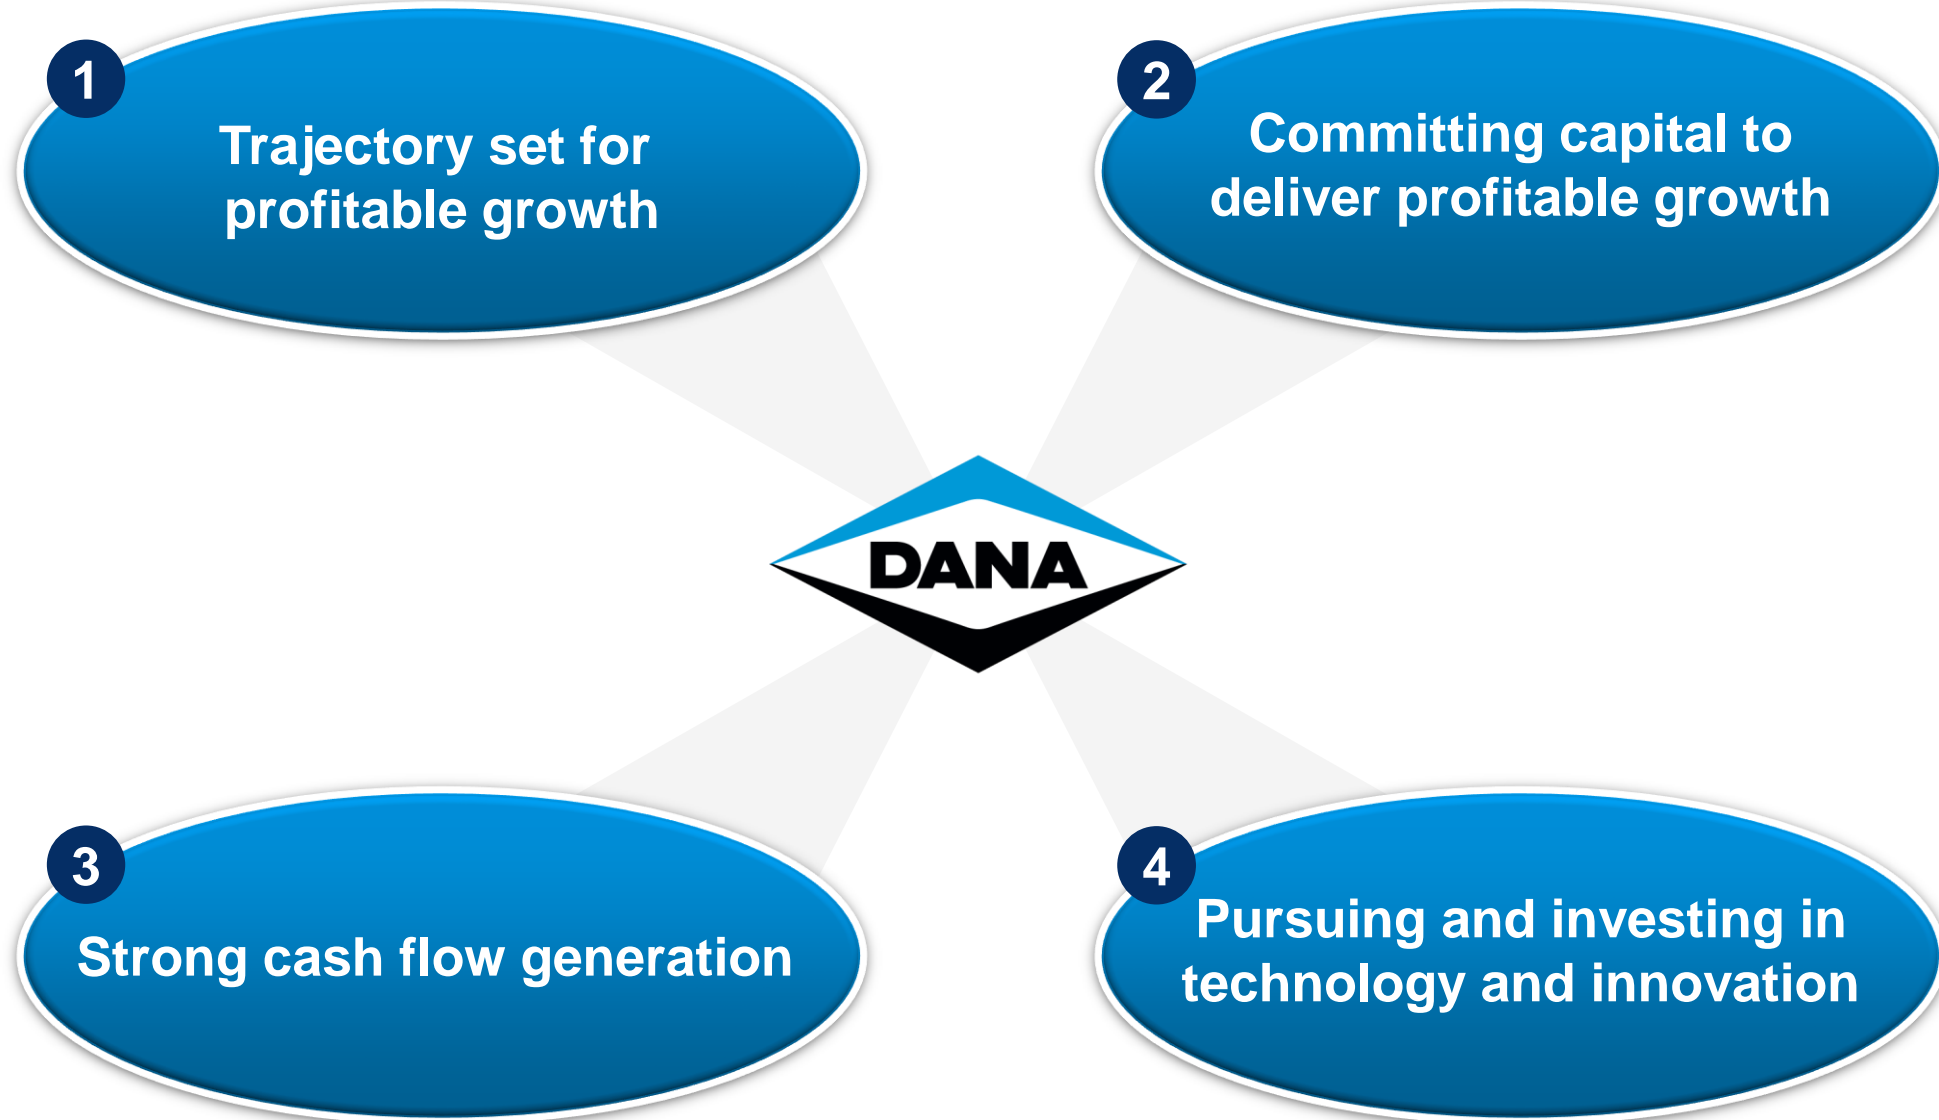 1
Trajectory set for
profitable growth
2
Committing capital to
deliver profitable growth
DANA
3
Strong cash flow generation
4
Pursuing and investing in
technology and innovation